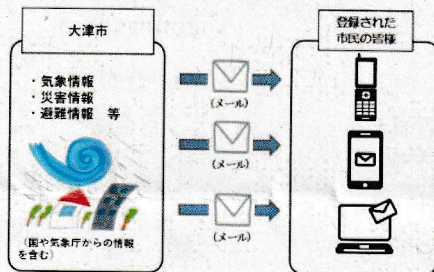 大津市
・気象情報
・災害情報
・避難情報　等
(国や気象庁からの情報
を含む)
(メール)
(メール)
(メール)
登録された
市民の皆様